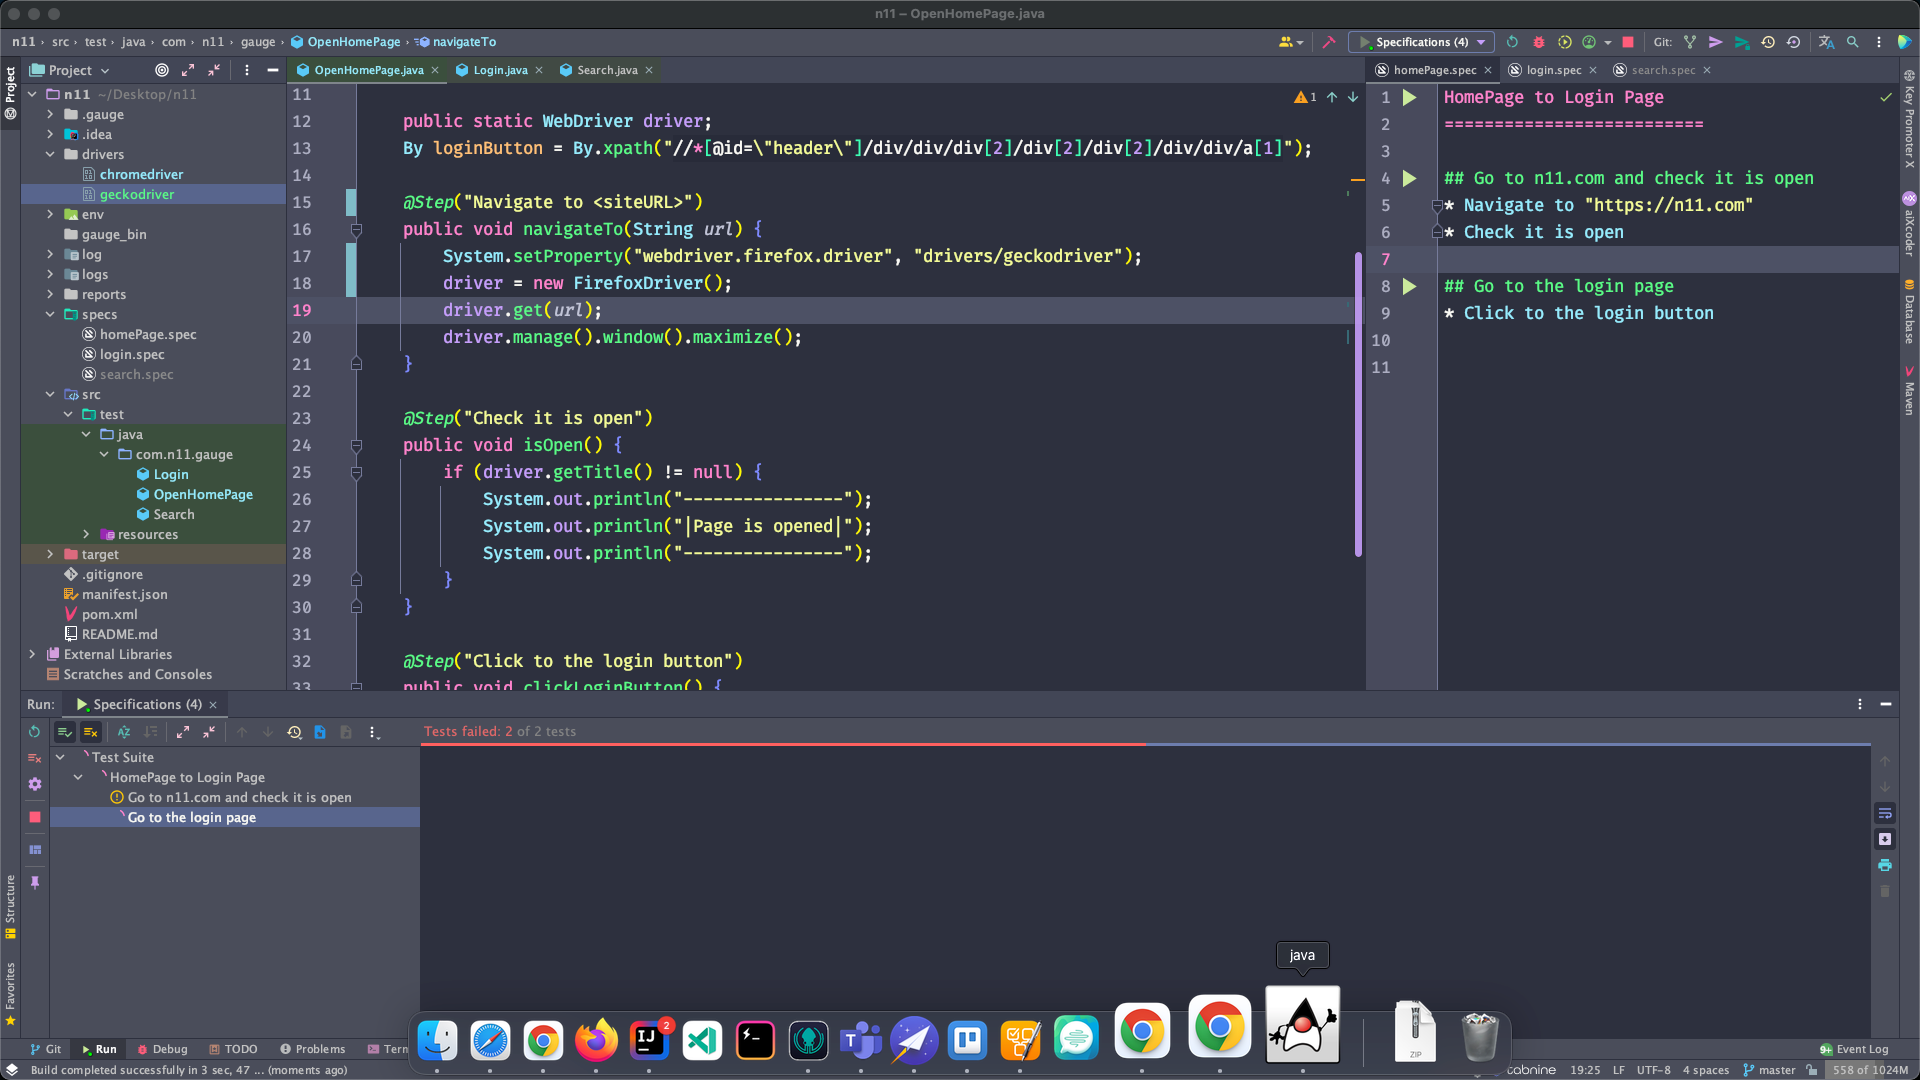 n11 – OpenHomePage.java
n11 › src › test › java › com › n11 › gauge › OpenHomePage › navigateTo
Specifications (4)
Git:
Project
OpenHomePage.java
Login.java
Search.java
homePage.spec
login.spec
search.spec
Project
n11 ~/Desktop/n11
.gauge
.idea
drivers
chromedriver
geckodriver
env
gauge_bin
log
logs
reports
specs
homePage.spec
login.spec
search.spec
src
test
java
com.n11.gauge
Login
OpenHomePage
Search
resources
target
.gitignore
manifest.json
pom.xml
README.md
External Libraries
Scratches and Consoles
11
1
12 public static WebDriver driver;
13 By loginButton = By.xpath("//*[@id=\"header\"]/div/div/div[2]/div[2]/div[2]/div/div/a[1]");
14
15 @Step("Navigate to <siteURL>")
16 public void navigateTo(String url) {
17 System.setProperty("webdriver.firefox.driver", "drivers/geckodriver");
18 driver = new FirefoxDriver();
19 driver.get(url);
20 driver.manage().window().maximize();
21 }
22
23 @Step("Check it is open")
24 public void isOpen() {
25 if (driver.getTitle() != null) {
26 System.out.println("----------------");
27 System.out.println("|Page is opened|");
28 System.out.println("----------------");
29 }
30 }
31
32 @Step("Click to the login button")
33 public void clickLoginButton() {
1 HomePage to Login Page
2 ==========================
3
4 ## Go to n11.com and check it is open
5 * Navigate to "https://n11.com"
6 * Check it is open
7
8 ## Go to the login page
9 * Click to the login button
10
11
Key Promoter X
aiXcoder
Database
Maven
Run: Specifications (4)
Tests failed: 2 of 2 tests
Test Suite
HomePage to Login Page
Go to n11.com and check it is open
Go to the login page
Structure
Favorites
java
2
ZIP
Git
Run
Debug
TODO
Problems
Term
9+ Event Log
Build completed successfully in 3 sec, 47 ... (moments ago)
tabnine
19:25
LF
UTF-8
4 spaces
master
558 of 1024M